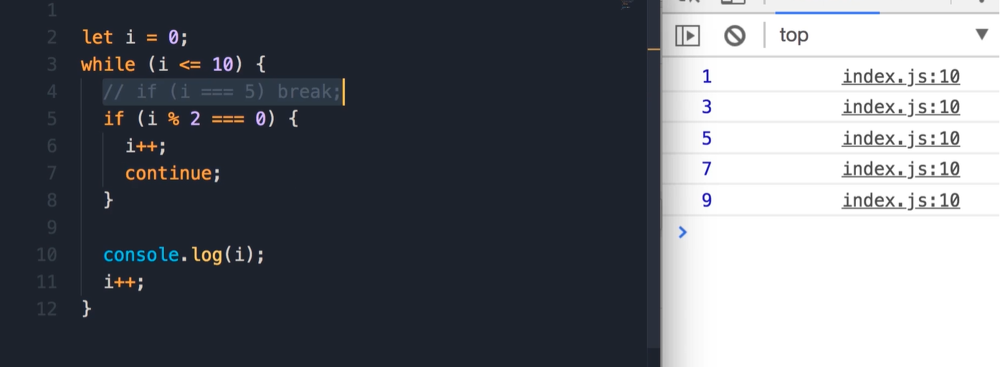 1
2 let i = 0;
3 while (i <= 10) {
4 // if (i === 5) break;
5 if (i % 2 === 0) {
6 i++;
7 continue;
8 }
9
10 console.log(i);
11 i++;
12 }
top
1 index.js:10
3 index.js:10
5 index.js:10
7 index.js:10
9 index.js:10